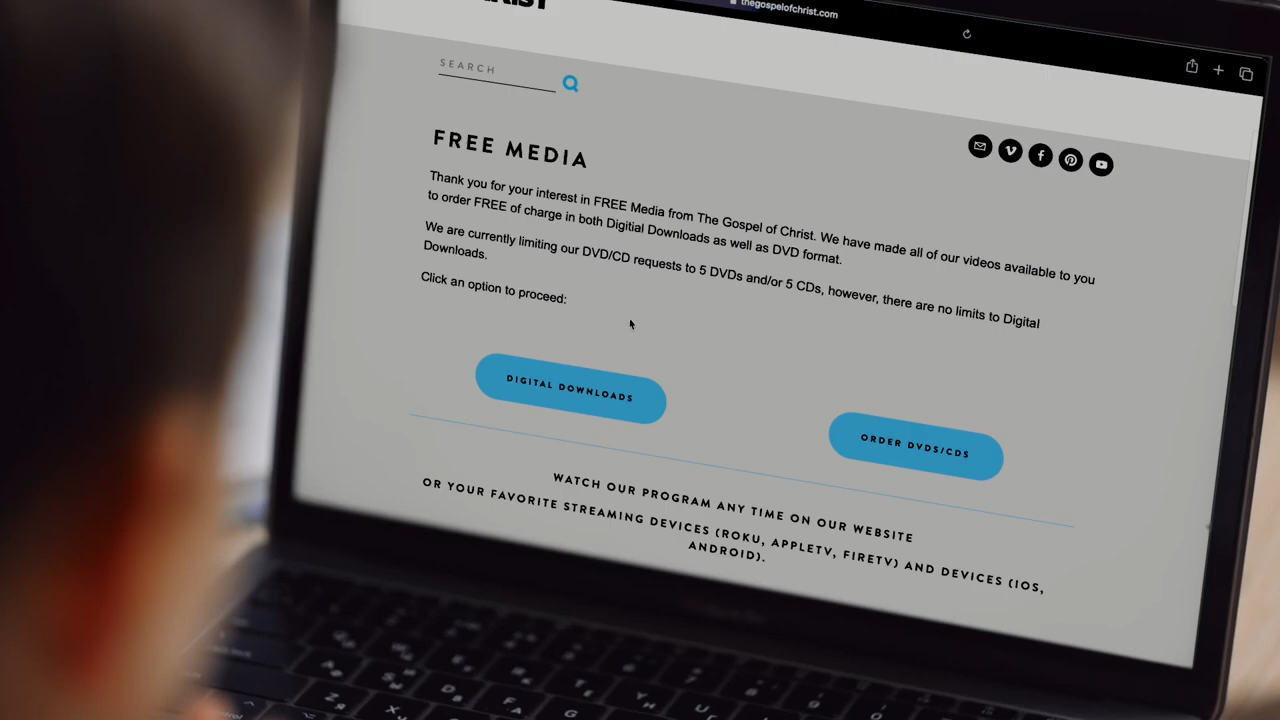 thegospelofchrist.com
SEARCH
FREE MEDIA
Thank you for your interest in FREE Media from The Gospel of Christ. We have made all of our videos available to you
to order FREE of charge in both Digitial Downloads as well as DVD format.
We are currently limiting our DVD/CD requests to 5 DVDs and/or 5 CDs, however, there are no limits to Digital
Downloads.
Click an option to proceed:
DIGITAL DOWNLOADS
ORDER DVDS/CDS
WATCH OUR PROGRAM ANY TIME ON OUR WEBSITE
OR YOUR FAVORITE STREAMING DEVICES (ROKU, APPLETV, FIRETV) AND DEVICES (IOS,
ANDROID).